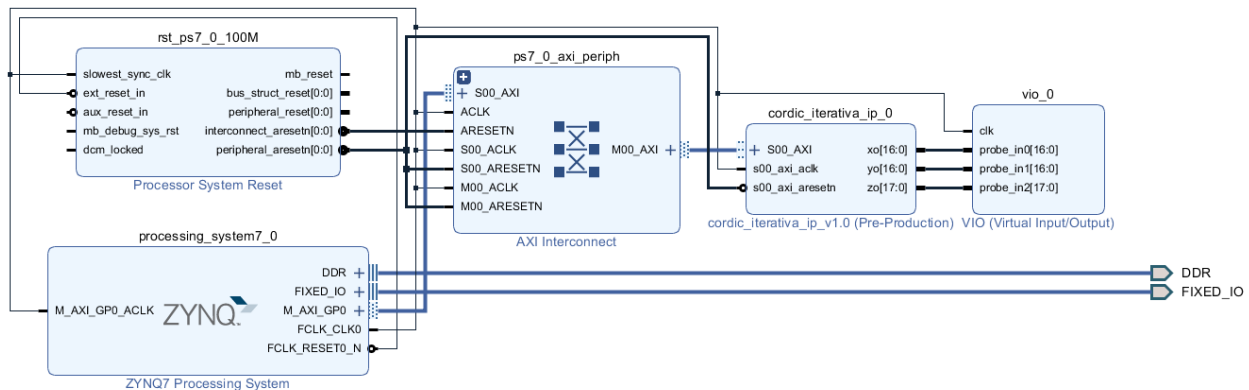 rst_ps7_0_100M
slowest_sync_clk
mb_reset
ext_reset_in
bus_struct_reset[0:0]
aux_reset_in
peripheral_reset[0:0]
mb_debug_sys_rst
interconnect_aresetn[0:0]
dcm_locked
peripheral_aresetn[0:0]
Processor System Reset
ps7_0_axi_periph
S00_AXI
ACLK
ARESETN
S00_ACLK
M00_AXI
S00_ARESETN
M00_ACLK
M00_ARESETN
AXI Interconnect
cordic_iterativa_ip_0
S00_AXI
xo[16:0]
s00_axi_aclk
yo[16:0]
s00_axi_aresetn
zo[17:0]
cordic_iterativa_ip_v1.0 (Pre-Production)
vio_0
clk
probe_in0[16:0]
probe_in1[16:0]
probe_in2[17:0]
VIO (Virtual Input/Output)
processing_system7_0
DDR
FIXED_IO
M_AXI_GP0_ACLK
ZYNQ
M_AXI_GP0
FCLK_CLK0
FCLK_RESET0_N
ZYNQ7 Processing System
DDR
FIXED_IO